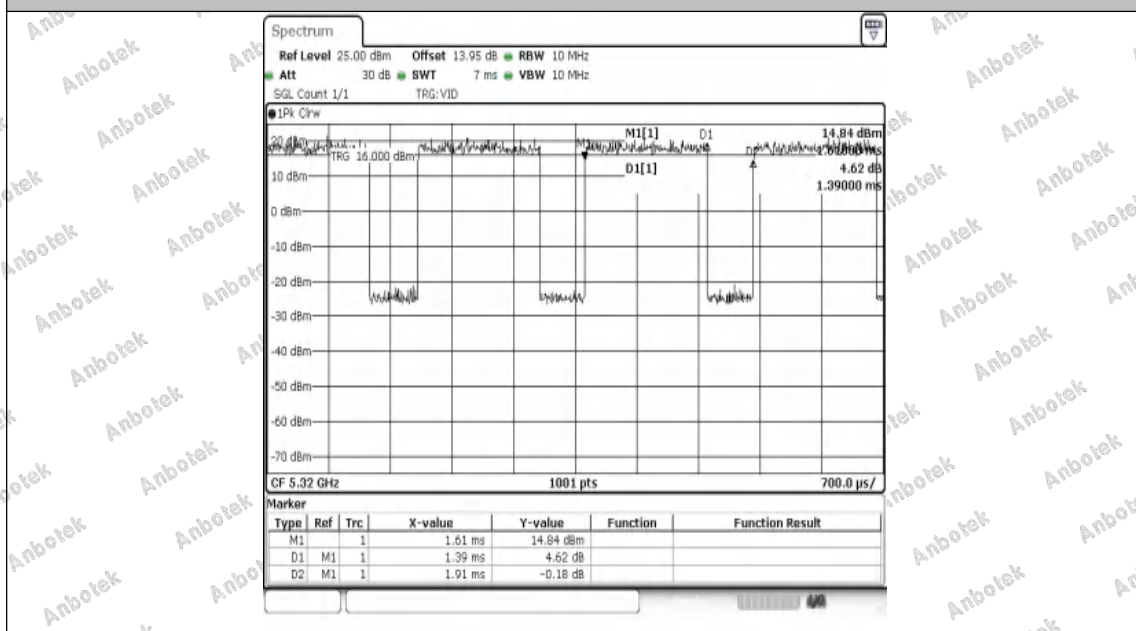 Spectrum
Ref Level 25.00 dBm Offset 13.95 dB RBW 10 MHz
Att 30 dB SWT 7 ms VBW 10 MHz
SGL Count 1/1 TRG:VID
1Pk Clrw
M1[1] 14.84 dBm
1.61000 ms
D1[1] 4.62 dB
1.39000 ms
D1
20 dBm
TRG 16.000 dBm
10 dBm
0 dBm
-10 dBm
-20 dBm
-30 dBm
-40 dBm
-50 dBm
-60 dBm
-70 dBm
CF 5.32 GHz 1001 pts 700.0 µs/
Marker
Type Ref Trc X-value Y-value Function Function Result
M1 1 1.61 ms 14.84 dBm
D1 M1 1 1.39 ms 4.62 dB
D2 M1 1 1.91 ms -0.18 dB
Anbotek